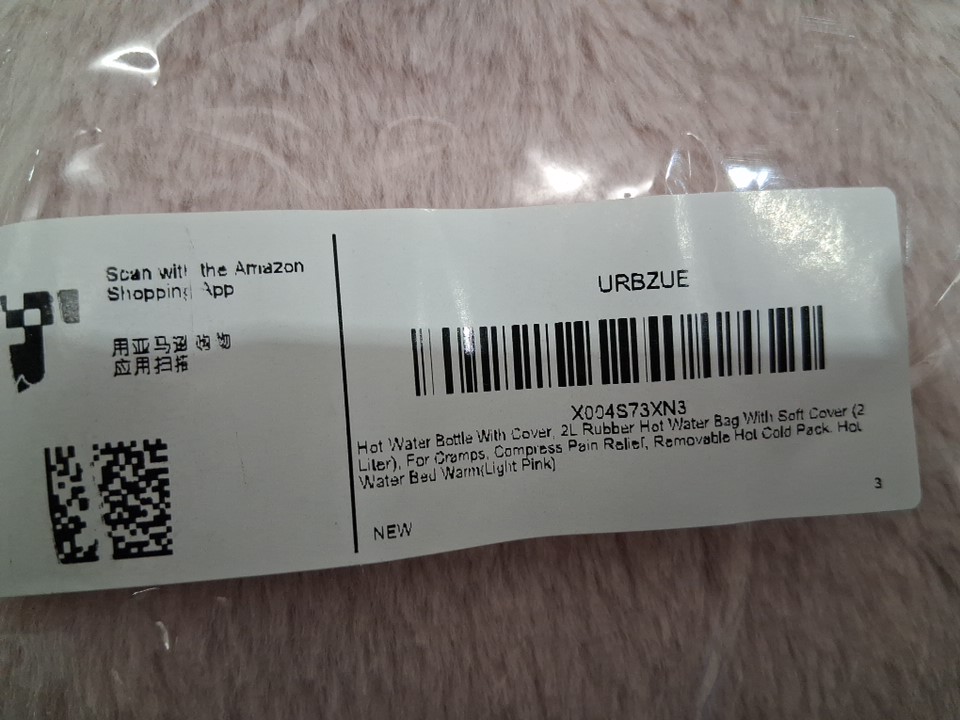 Scan with the Amazon
Shopping App
用亚马逊购物
应用扫描
URBZUE
X004S73XN3
Hot Water Bottle With Cover, 2L Rubber Hot Water Bag With Soft Cover (2
Liter), For Cramps, Compress Pain Relief, Removable Hot Cold Pack. Hot
Water Bed Warm(Light Pink)
NEW
3